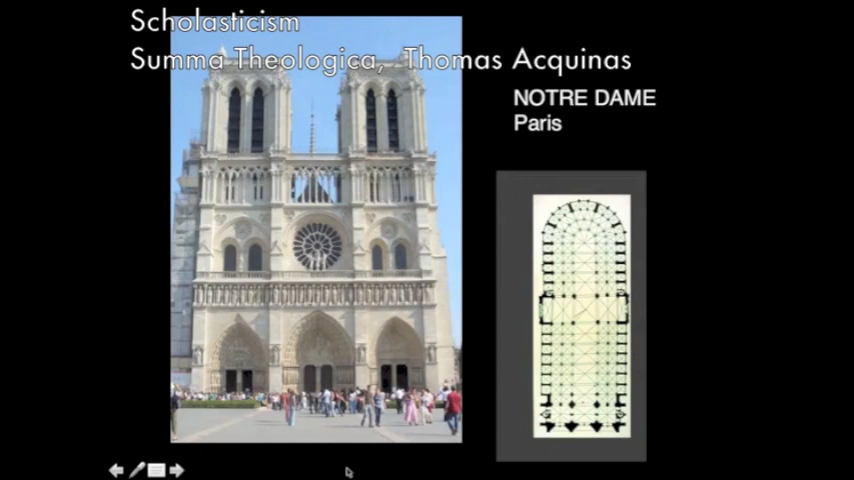 Scholasticism
Summa Theologica, Thomas Acquinas
NOTRE DAME
Paris